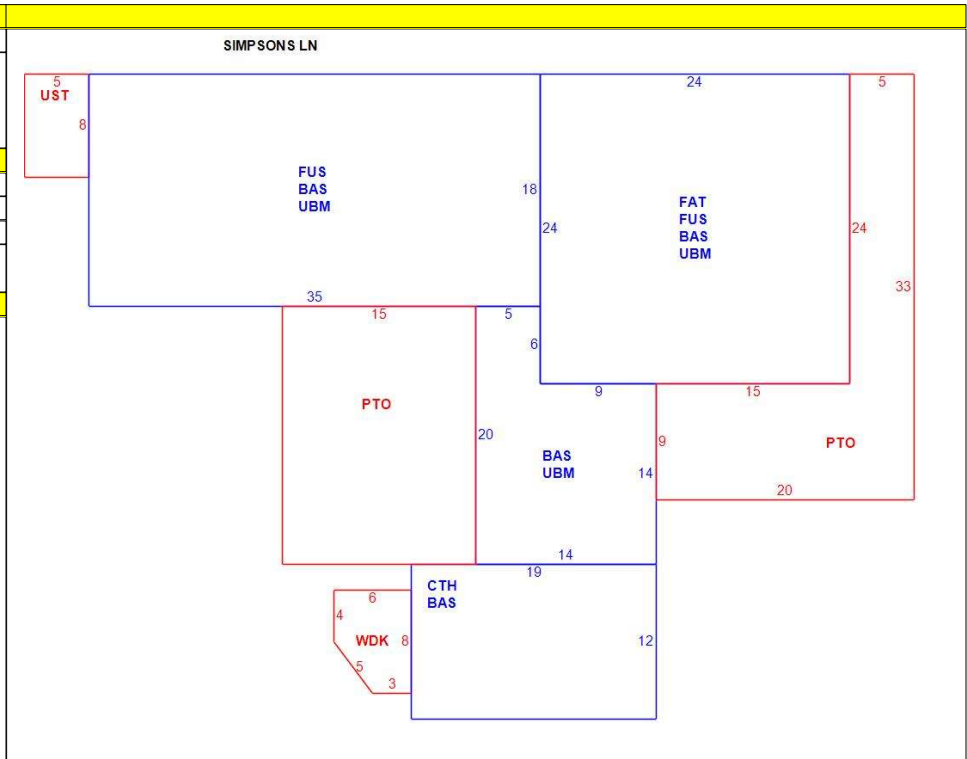 SIMPSONS LN
5
UST
8
24
5
FUS
BAS
UBM
18
24
FAT
FUS
BAS
UBM
24
33
35
15
5
6
9
15
PTO
20
BAS
UBM
14
9
PTO
20
14
19
CTH
BAS
6
4
WDK
8
5
3
12